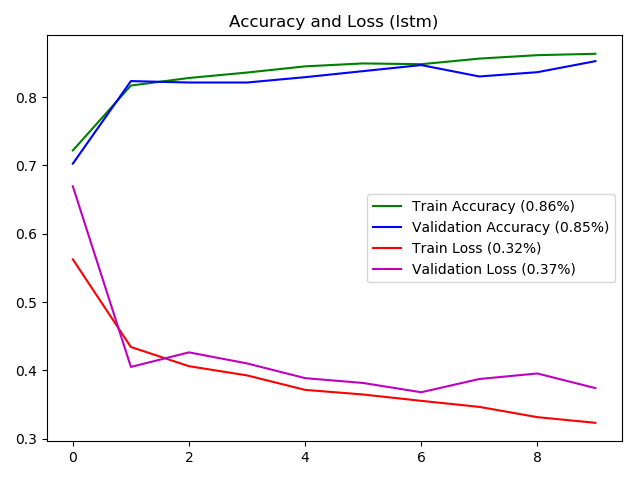 Accuracy and Loss (lstm)
0.8
0.7
0.6
0.5
0.4
0.3
Train Accuracy (0.86%)
Validation Accuracy (0.85%)
Train Loss (0.32%)
Validation Loss (0.37%)
0 2 4 6 8